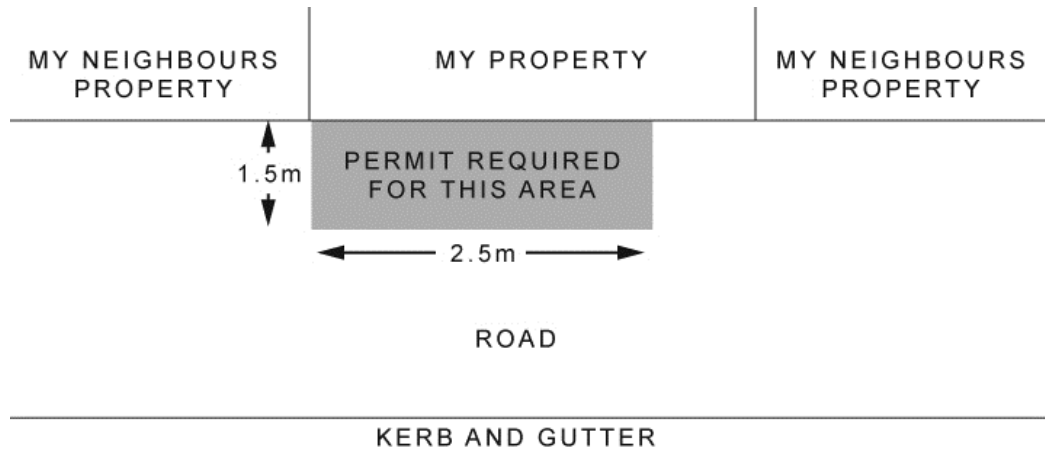 MY NEIGHBOURS
PROPERTY
MY PROPERTY
MY NEIGHBOURS
PROPERTY
1.5m
PERMIT REQUIRED
FOR THIS AREA
2.5m
ROAD
KERB AND GUTTER